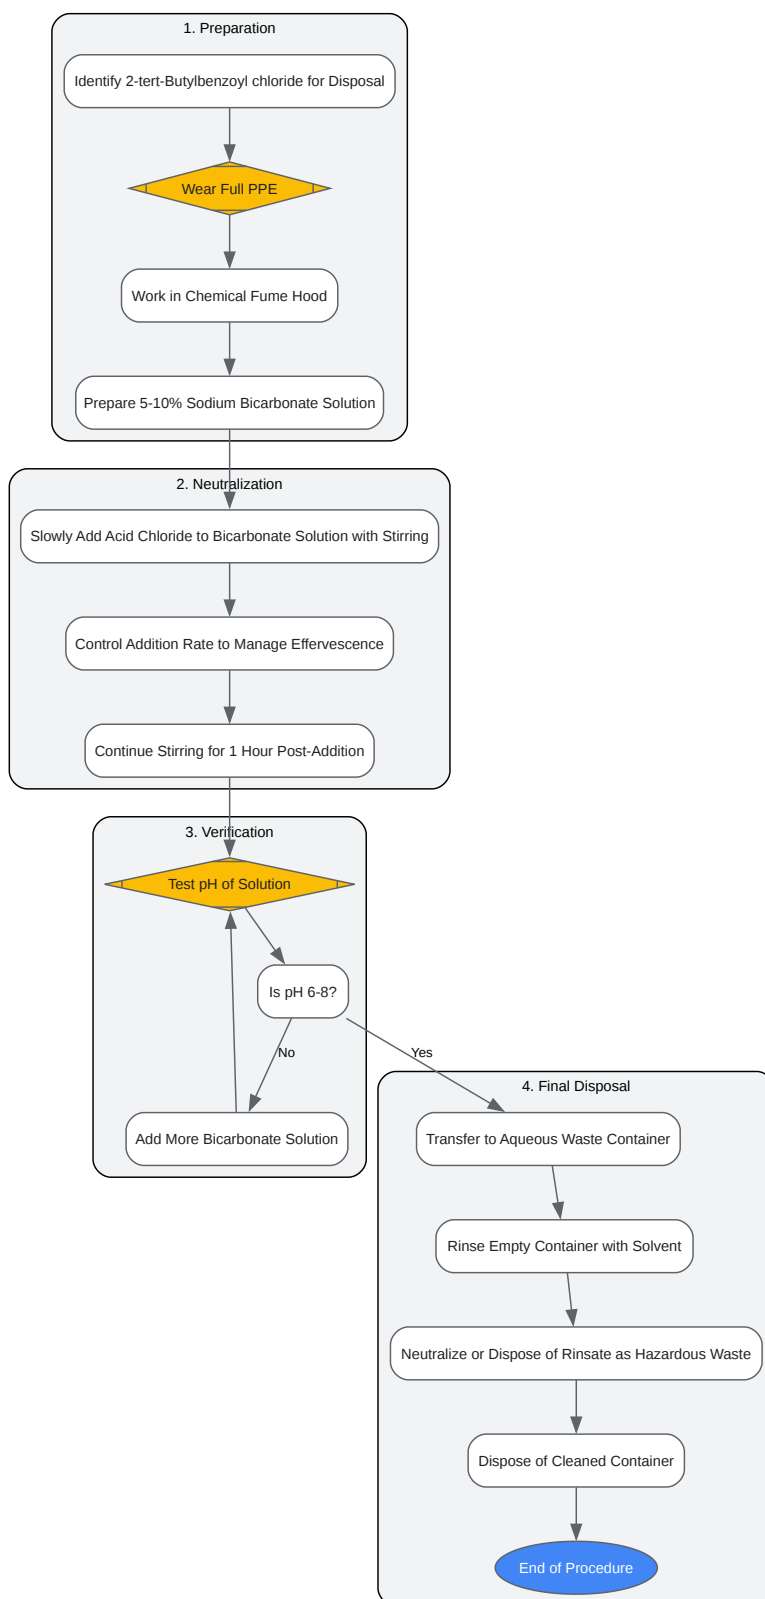 1. Preparation
Identify 2-tert-Butylbenzoyl chloride for Disposal
Wear Full PPE
Work in Chemical Fume Hood
Prepare 5-10% Sodium Bicarbonate Solution
2. Neutralization
Slowly Add Acid Chloride to Bicarbonate Solution with Stirring
Control Addition Rate to Manage Effervescence
Continue Stirring for 1 Hour Post-Addition
3. Verification
Test pH of Solution
Is pH 6-8?
No
Yes
Add More Bicarbonate Solution
4. Final Disposal
Transfer to Aqueous Waste Container
Rinse Empty Container with Solvent
Neutralize or Dispose of Rinsate as Hazardous Waste
Dispose of Cleaned Container
End of Procedure